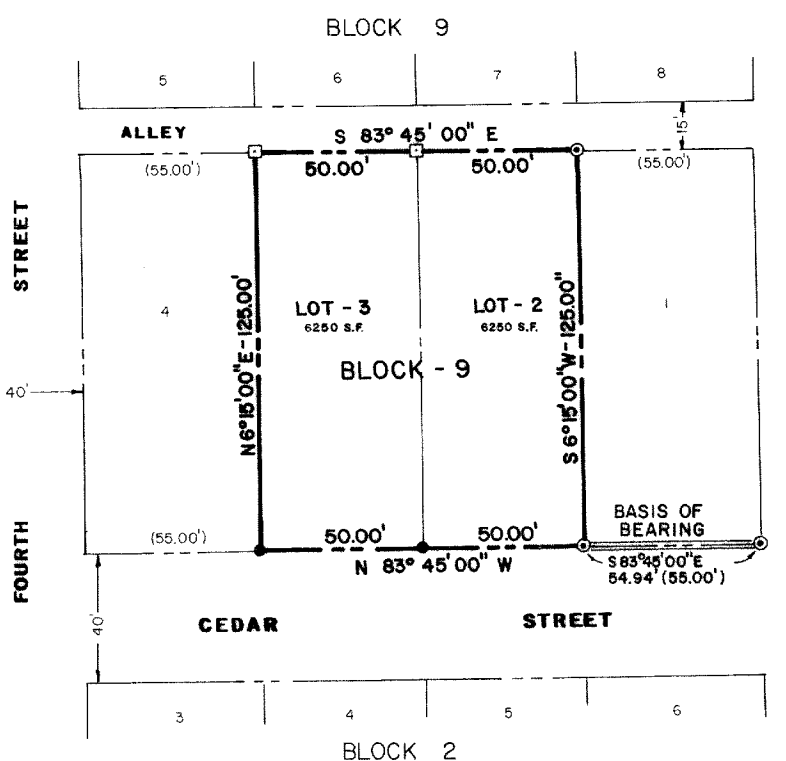 BLOCK 9
5 6 7 8
ALLEY
S 83° 45' 00" E
15'
(55.00') 50.00' 50.00' (55.00')
STREET
FOURTH
40'
4
LOT - 3
6250 S.F.
LOT - 2
6250 S.F.
1
N 6° 15' 00" E - 125.00'
S 6° 15' 00" W - 125.00"
BLOCK - 9
BASIS OF
BEARING
(55.00') 50.00' 50.00'
N 83° 45' 00" W
S 83° 45' 00" E
54.94' (55.00')
40'
CEDAR STREET
3 4 5 6
BLOCK 2